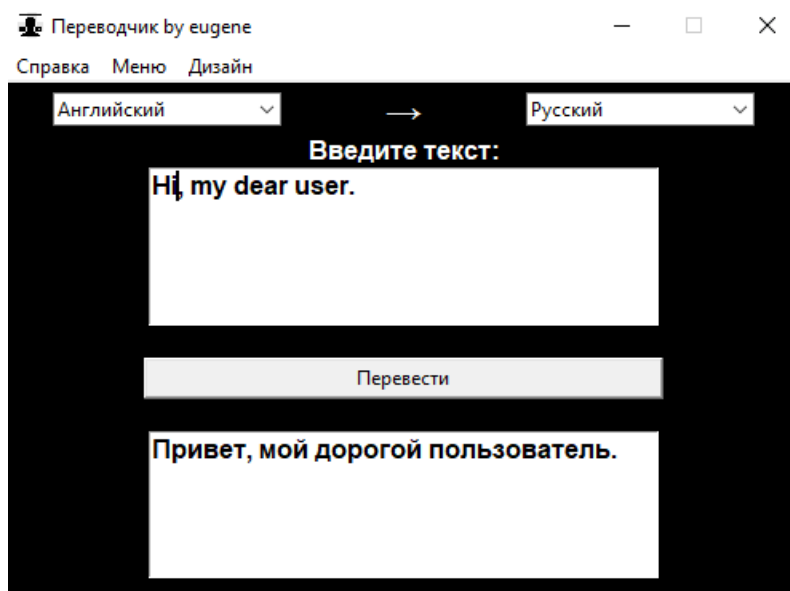 Переводчик by eugene
Справка Меню Дизайн
Английский → Русский
Введите текст:
Hi, my dear user.
Перевести
Привет, мой дорогой пользователь.